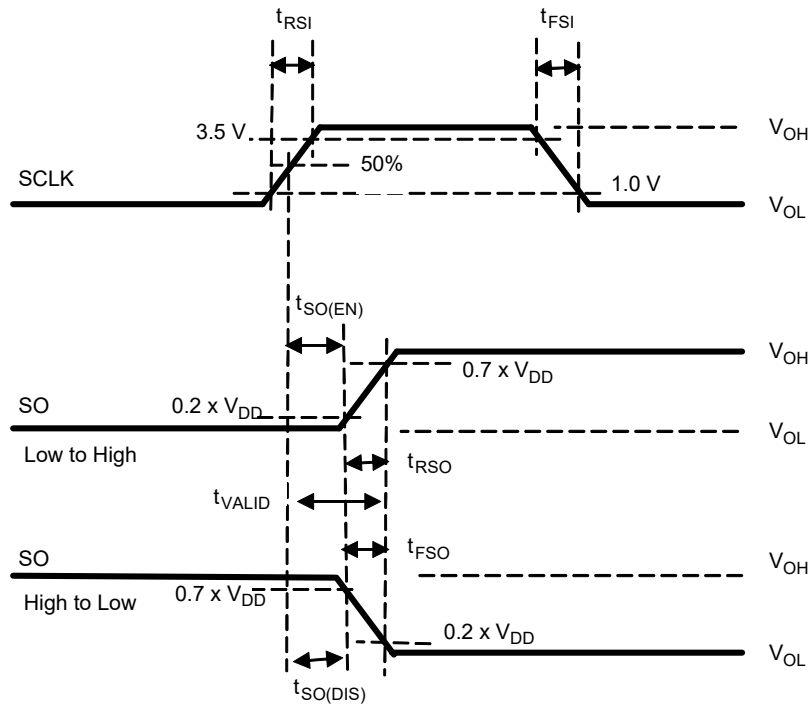 tRSI
tFSI
3.5 V
VOH
50%
SCLK
1.0 V
VOL
tSO(EN)
VOH
0.7 x VDD
0.2 x VDD
SO
VOL
Low to High
tRSO
tVALID
tFSO
SO
VOH
0.7 x VDD
High to Low
0.2 x VDD
VOL
tSO(DIS)